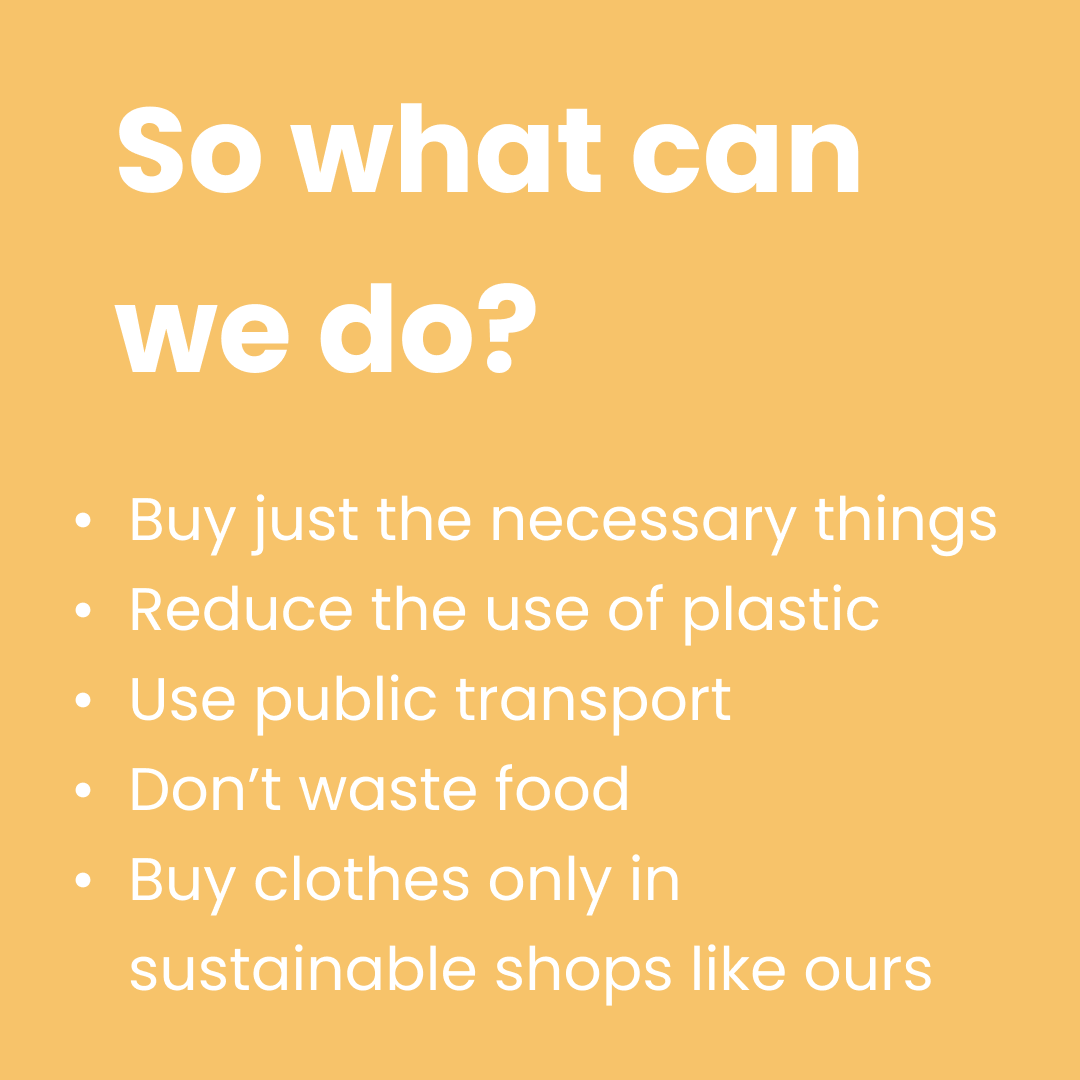 So what can
we do?
• Buy just the necessary things
• Reduce the use of plastic
• Use public transport
• Don’t waste food
• Buy clothes only in
sustainable shops like ours